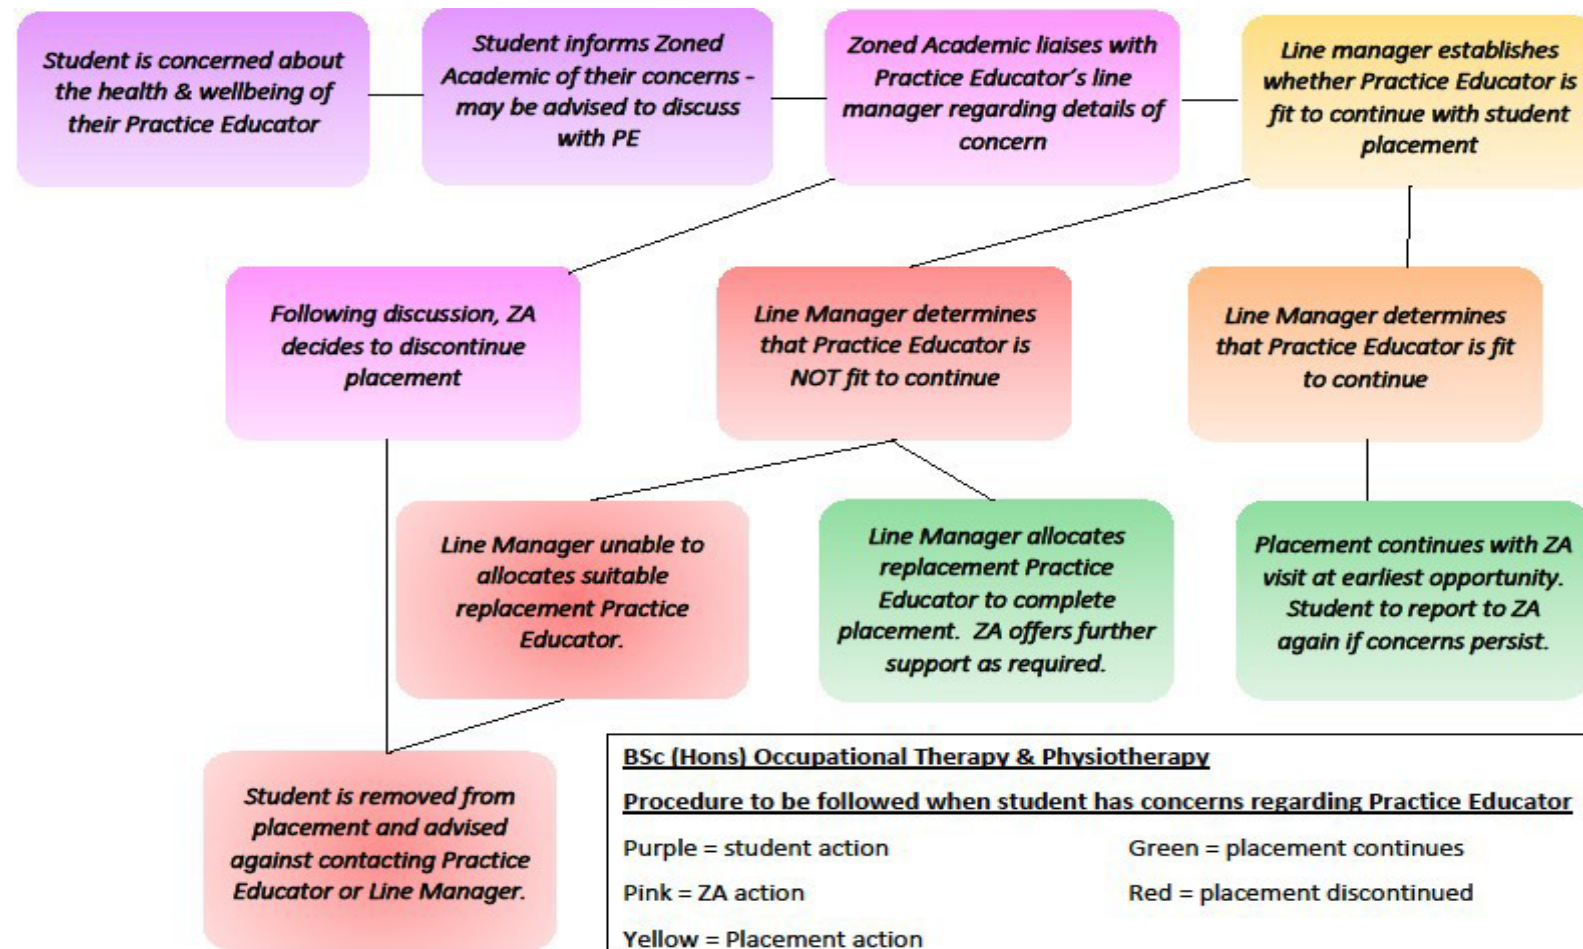 Student is concerned about
the health & wellbeing of
their Practice Educator
Student informs Zoned
Academic of their concerns -
may be advised to discuss
with PE
Zoned Academic liaises with
Practice Educator's line
manager regarding details of
concern
Line manager establishes
whether Practice Educator is
fit to continue with student
placement
Following discussion, ZA
decides to discontinue
placement
Line Manager determines
that Practice Educator is
NOT fit to continue
Line Manager determines
that Practice Educator is fit
to continue
Line Manager unable to
allocates suitable
replacement Practice
Educator.
Line Manager allocates
replacement Practice
Educator to complete
placement. ZA offers further
support as required.
Placement continues with ZA
visit at earliest opportunity.
Student to report to ZA
again if concerns persist.
Student is removed from
placement and advised
against contacting Practice
Educator or Line Manager.
BSc (Hons) Occupational Therapy & Physiotherapy
Procedure to be followed when student has concerns regarding Practice Educator
Purple = student action
Green = placement continues
Pink = ZA action
Red = placement discontinued
Yellow = Placement action